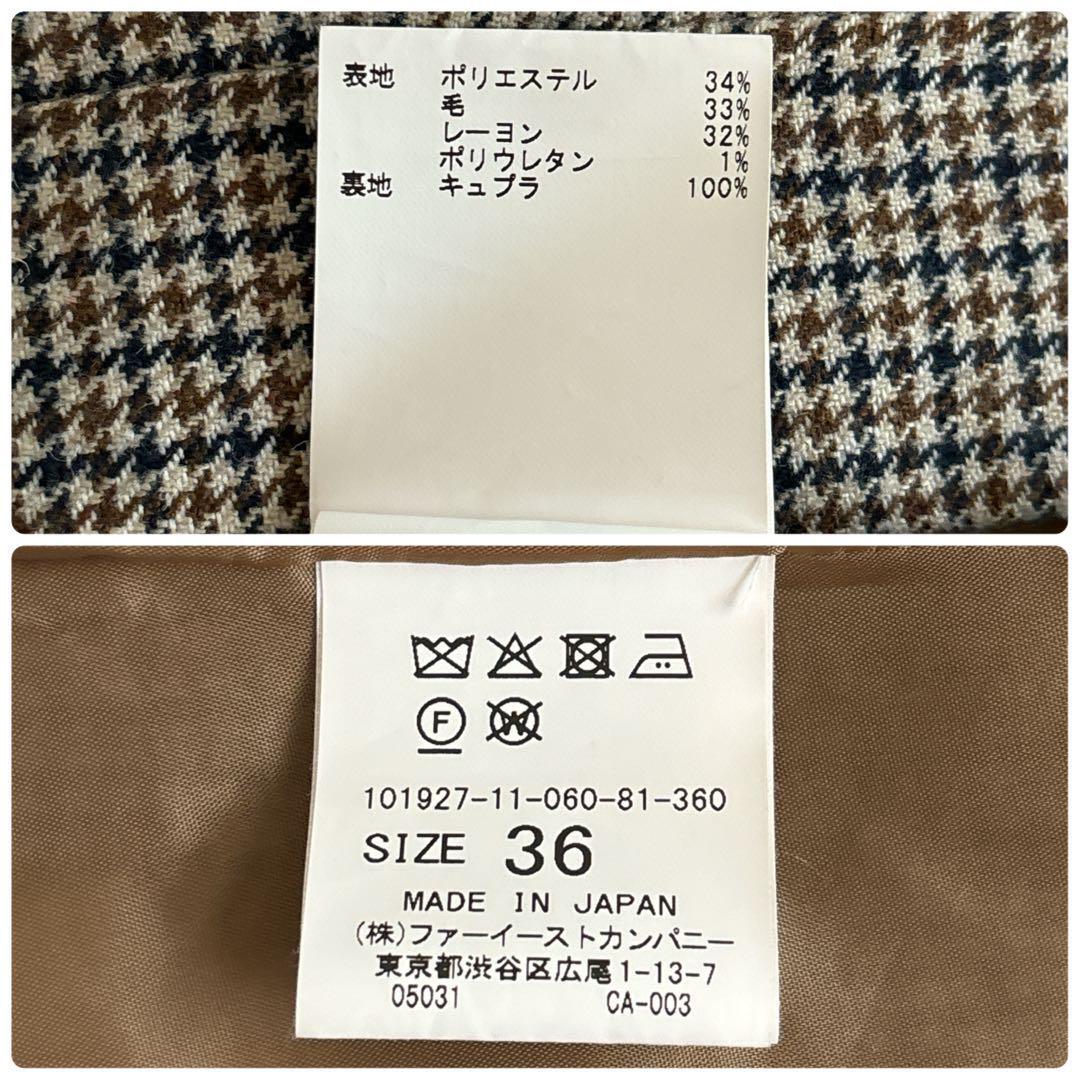 表地 ポリエステル 34%
毛 33%
レーヨン 32%
ポリウレタン 1%
裏地 キュプラ 100%
F W
101927-11-060-81-360
SIZE 36
MADE IN JAPAN
(株)ファーイーストカンパニー
東京都渋谷区広尾1-13-7
05031 CA-003